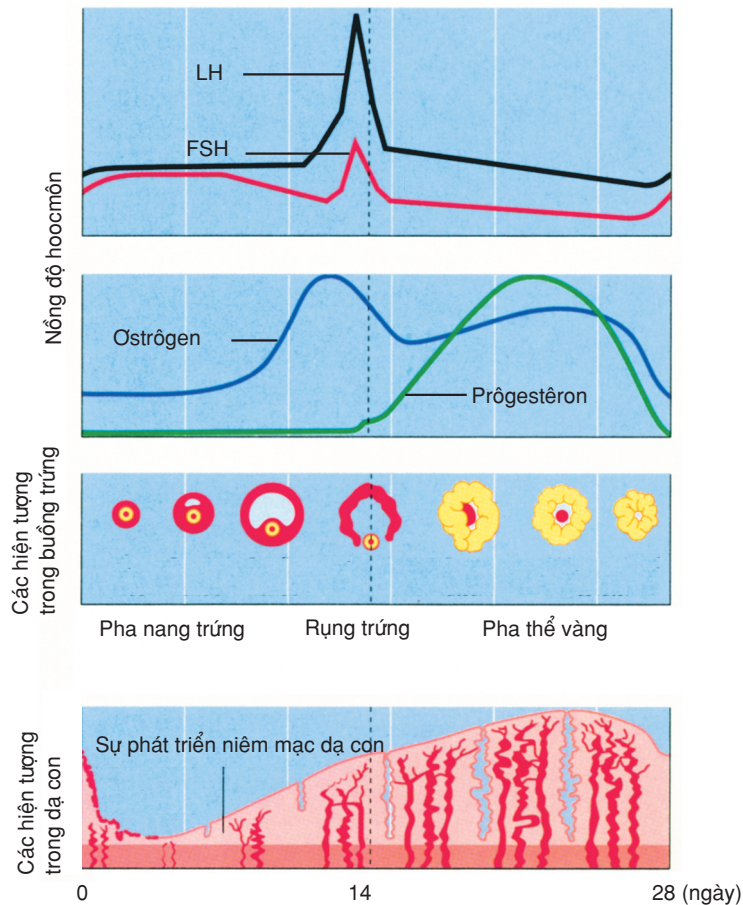 LH
FSH
Nồng độ hoocmôn
Ơstrôgen
Prôgestêron
Các hiện tượng
trong buồng trứng
Pha nang trứng
Rụng trứng
Pha thể vàng
Sự phát triển niêm mạc dạ con
Các hiện tượng
trong dạ con
0
14
28 (ngày)